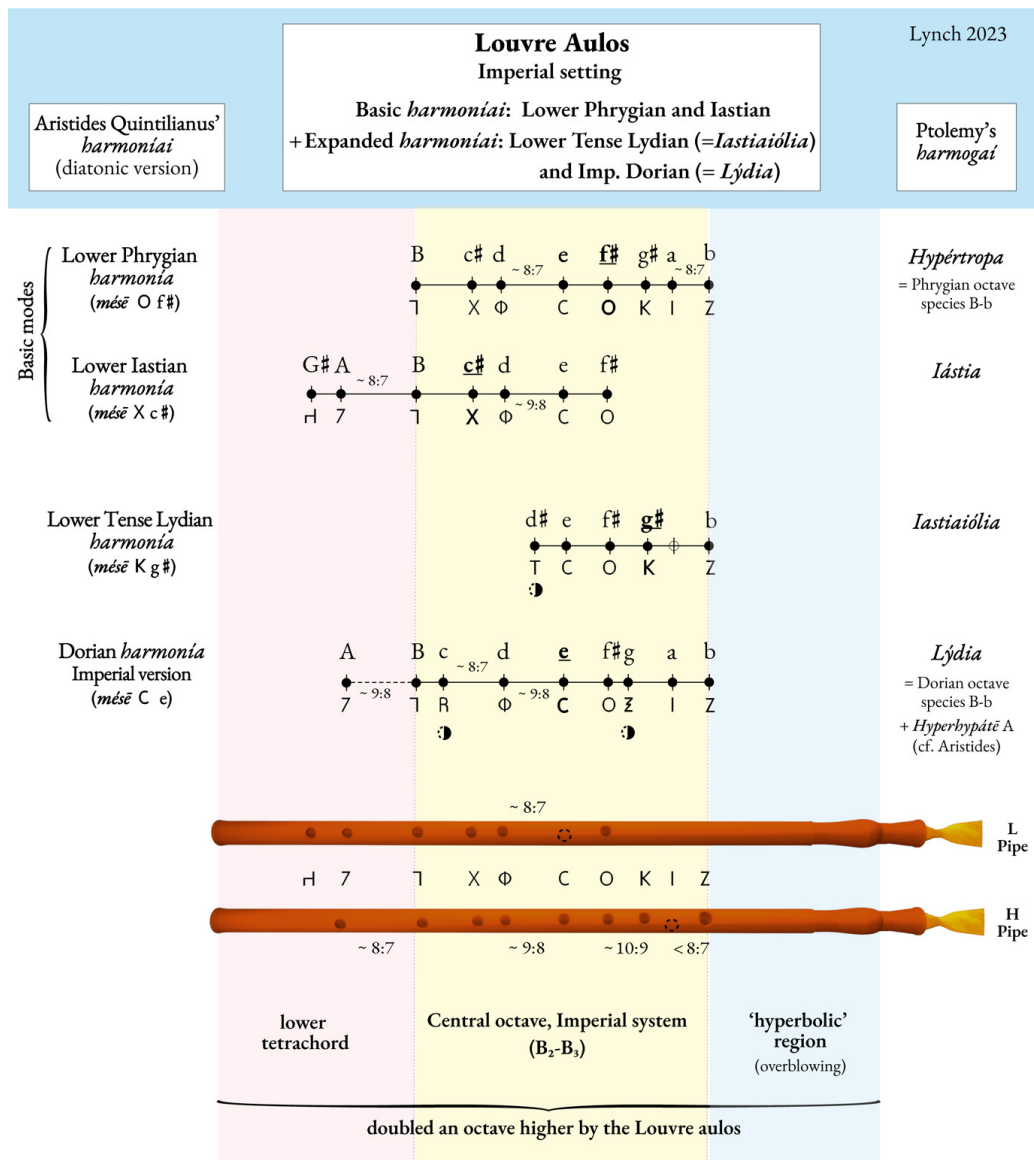 Lynch 2023
Louvre Aulos
Imperial setting
Basic harmoníai: Lower Phrygian and Iastian
+ Expanded harmoníai: Lower Tense Lydian (=Iastiaiólia)
and Imp. Dorian (= Lýdia)
Aristides Quintilianus’
harmoníai
(diatonic version)
Ptolemy's
harmogaí
Basic modes
Lower Phrygian
harmonía
(mésē O f♯)
B c♯ d ~ 8:7 e f♯ g♯ a ~ 8:7 b
ꓶ X Φ C O K I Z
Hypértropa
= Phrygian octave
species B-b
Lower Iastian
harmonía
(mésē X c♯)
G♯ A ~ 8:7 B c♯ d ~ 9:8 e f♯
7 ꓶ X Φ C O
Iástia
Lower Tense Lydian
harmonía
(mésē K g♯)
d♯ e f♯ g♯ b
T C O K Z
Iastiaiólia
Dorian harmonía
Imperial version
(mésē C e)
A ~ 9:8 B c ~ 8:7 d ~ 9:8 e f♯ g a b
7 ꓶ R Φ C O Ƹ I Z
Lýdia
= Dorian octave
species B-b
+ Hyperhypátē A
(cf. Aristides)
~ 8:7
L
Pipe
7 ꓶ X Φ C O K I Z
H
Pipe
~ 8:7 ~ 9:8 ~ 10:9 < 8:7
lower
tetrachord
Central octave, Imperial system
(B₂-B₃)
‘hyperbolic’
region
(overblowing)
doubled an octave higher by the Louvre aulos